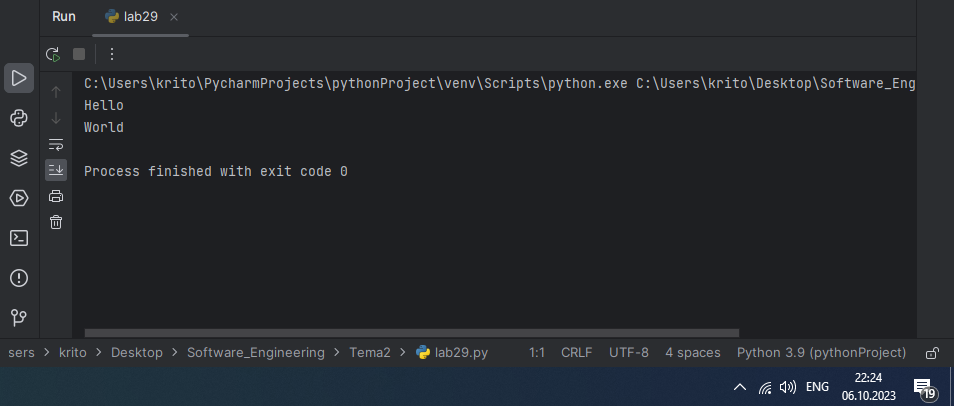 Run lab29
C:\Users\krito\PycharmProjects\pythonProject\venv\Scripts\python.exe C:\Users\krito\Desktop\Software_Eng
Hello
World
Process finished with exit code 0
sers > krito > Desktop > Software_Engineering > Tema2 > lab29.py 1:1 CRLF UTF-8 4 spaces Python 3.9 (pythonProject)
ENG 22:24
06.10.2023 19